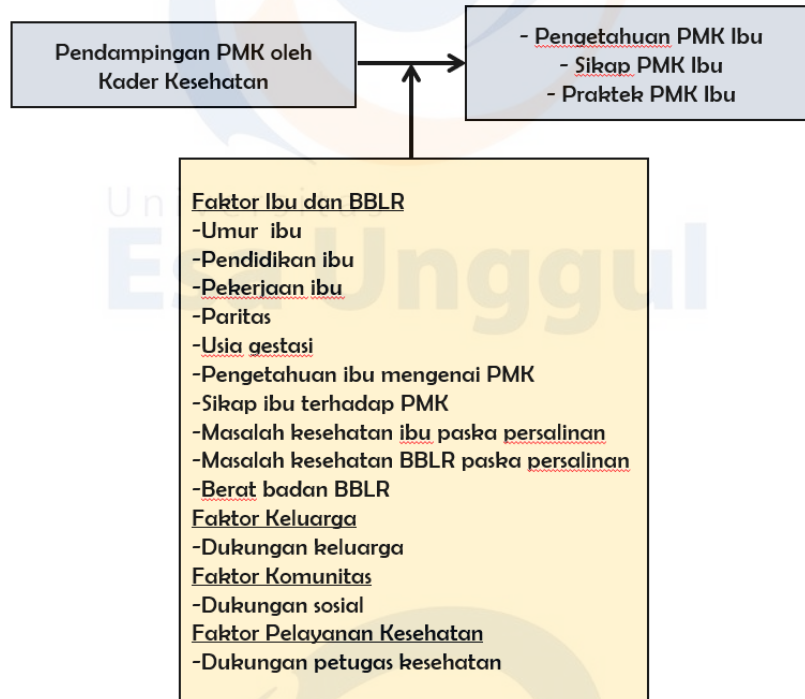 Pendampingan PMK oleh
Kader Kesehatan
- Pengetahuan PMK Ibu
- Sikap PMK Ibu
- Praktek PMK Ibu
Faktor Ibu dan BBLR
-Umur ibu
-Pendidikan ibu
-Pekerjaan ibu
-Paritas
-Usia gestasi
-Pengetahuan ibu mengenai PMK
-Sikap ibu terhadap PMK
-Masalah kesehatan ibu paska persalinan
-Masalah kesehatan BBLR paska persalinan
-Berat badan BBLR
Faktor Keluarga
-Dukungan keluarga
Faktor Komunitas
-Dukungan sosial
Faktor Pelayanan Kesehatan
-Dukungan petugas kesehatan
Universitas
Esa Unggul